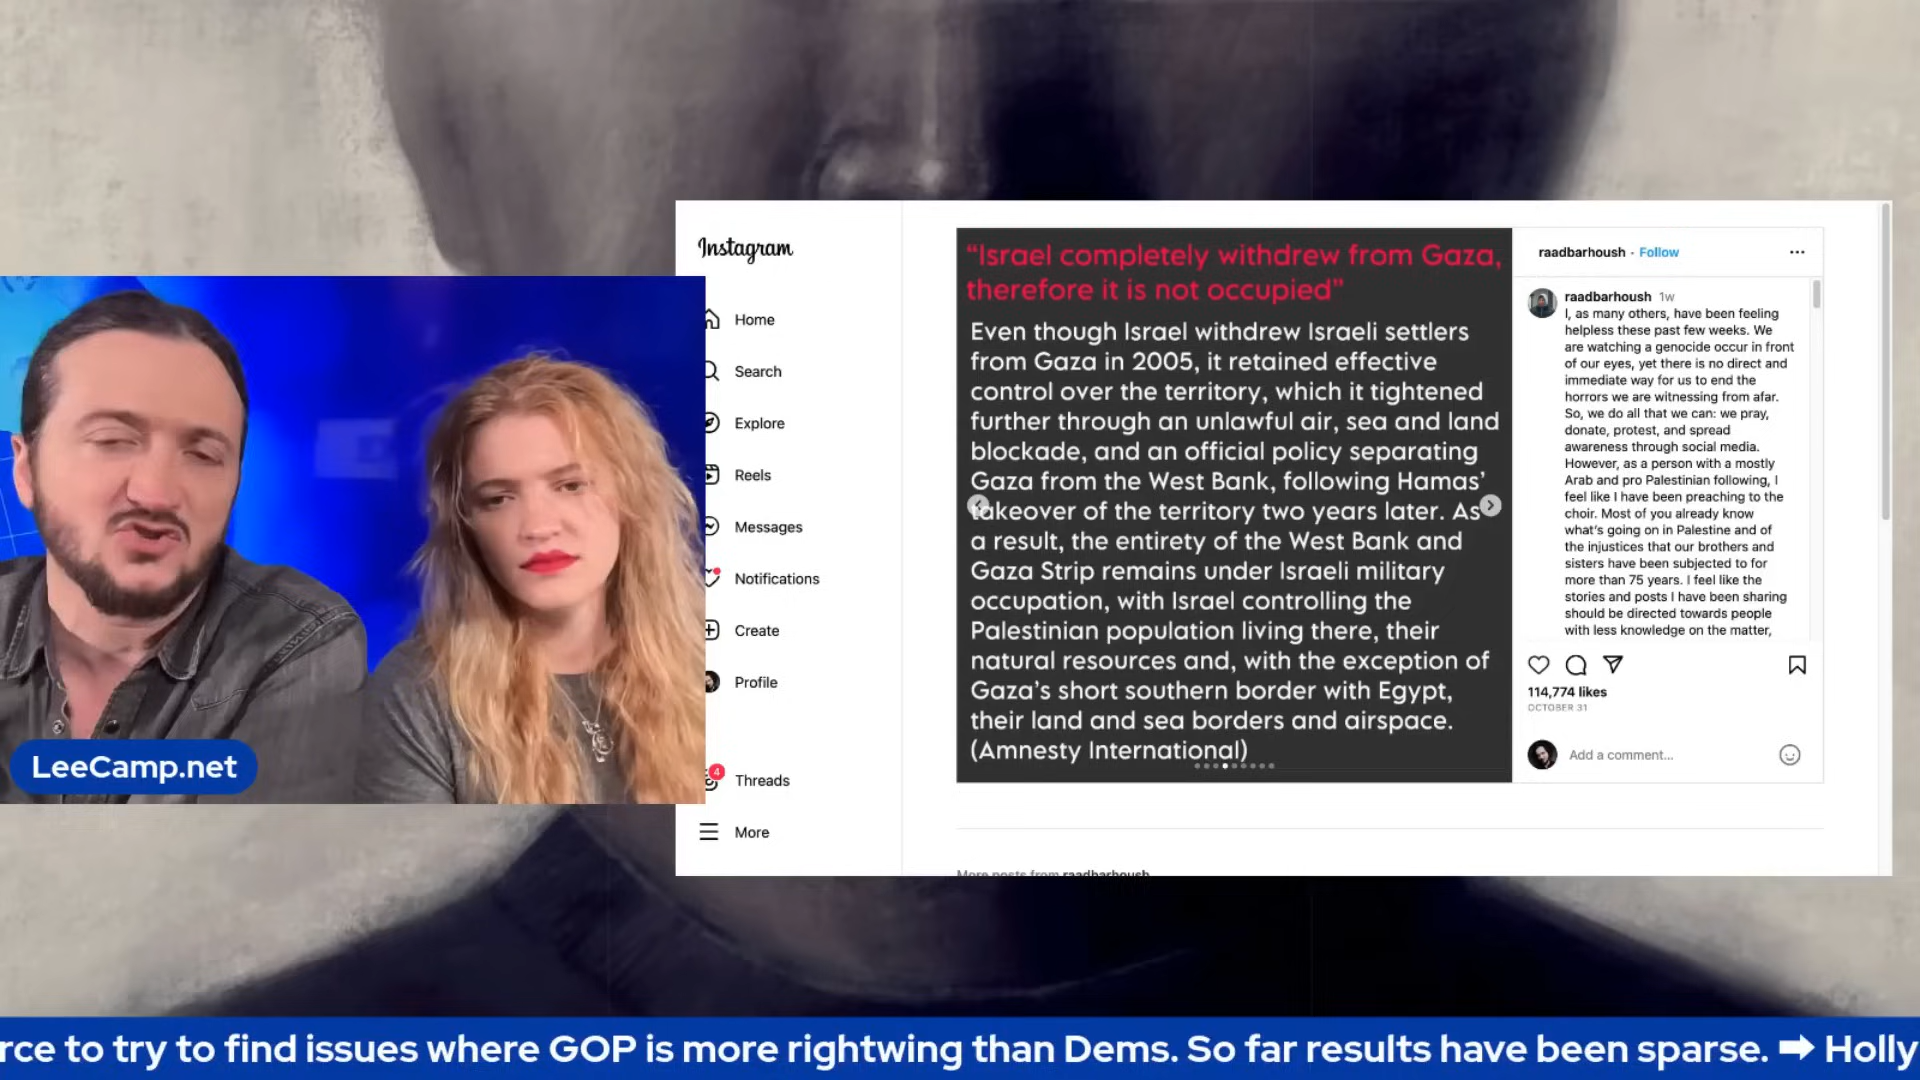 Instagram
Home
Search
Explore
Reels
Messages
Notifications
Create
Profile
4
Threads
More
LeeCamp.net
“Israel completely withdrew from Gaza,
therefore it is not occupied”
Even though Israel withdrew Israeli settlers
from Gaza in 2005, it retained effective
control over the territory, which it tightened
further through an unlawful air, sea and land
blockade, and an official policy separating
Gaza from the West Bank, following Hamas’
takeover of the territory two years later. As
a result, the entirety of the West Bank and
Gaza Strip remains under Israeli military
occupation, with Israel controlling the
Palestinian population living there, their
natural resources and, with the exception of
Gaza’s short southern border with Egypt,
their land and sea borders and airspace.
(Amnesty International)
raadbarhoush · Follow
raadbarhoush 1w
I, as many others, have been feeling
helpless these past few weeks. We
are watching a genocide occur in front
of our eyes, yet there is no direct and
immediate way for us to end the
horrors we are witnessing from afar.
So, we do all that we can: we pray,
donate, protest, and spread
awareness through social media.
However, as a person with a mostly
Arab and pro Palestinian following, I
feel like I have been preaching to the
choir. Most of you already know
what’s going on in Palestine and of
the injustices that our brothers and
sisters have been subjected to for
more than 75 years. I feel like the
stories and posts I have been sharing
should be directed towards people
with less knowledge on the matter,
114,774 likes
OCTOBER 31
Add a comment...
More posts from raadbarhoush
rce to try to find issues where GOP is more rightwing than Dems. So far results have been sparse. ➡ Holly